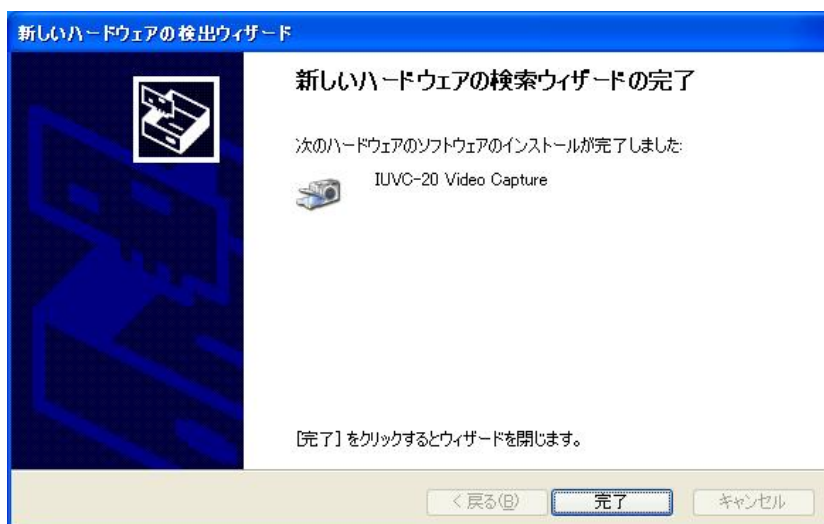 新しいハードウェアの検出ウィザード
新しいハードウェアの検索ウィザードの完了
次のハードウェアのソフトウェアのインストールが完了しました:
IUVC-20 Video Capture
[完了] をクリックするとウィザードを閉じます。
< 戻る(B)
完了
キャンセル